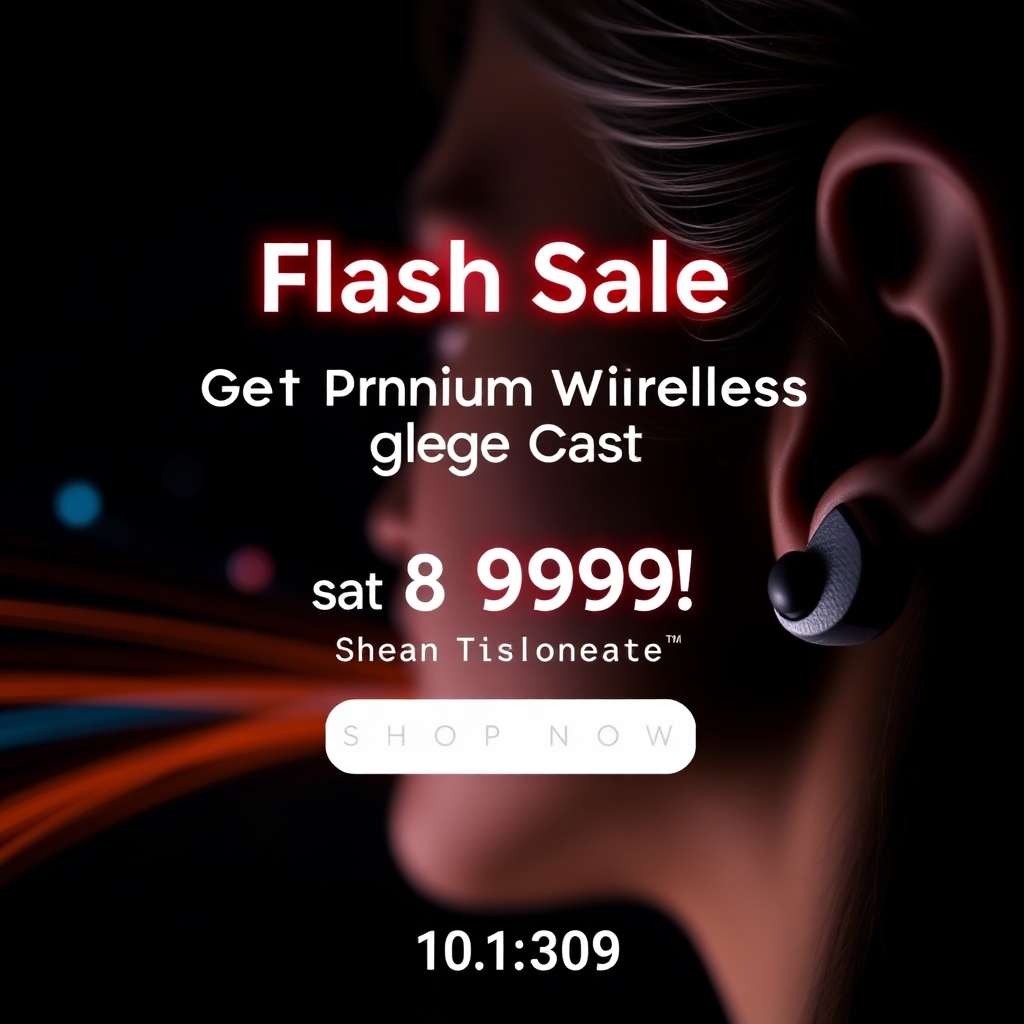 Flash Sale
Get Prnnium Wiirelless
glege Cast
sat 8 9999!
Shean Tisloneate™
SHOP NOW
10.1:309